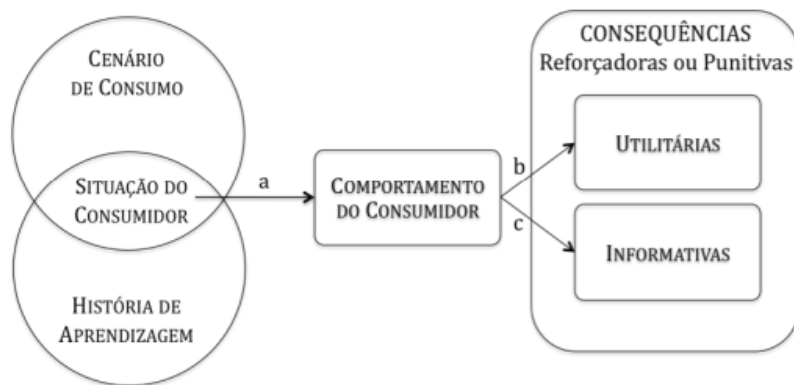 CENÁRIO
DE CONSUMO
SITUAÇÃO DO
CONSUMIDOR
HISTÓRIA DE
APRENDIZAGEM
a
COMPORTAMENTO
DO CONSUMIDOR
b
c
CONSEQUÊNCIAS
Reforçadoras ou Punitivas
UTILITÁRIAS
INFORMATIVAS